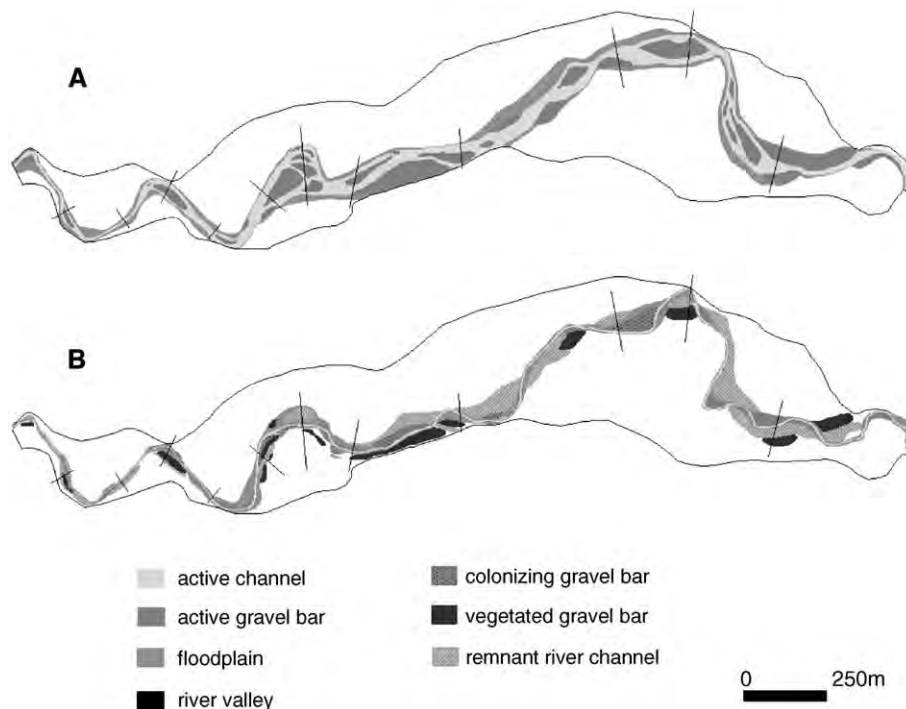 A
B
active channel
active gravel bar
floodplain
river valley
colonizing gravel bar
vegetated gravel bar
remnant river channel
0 250m